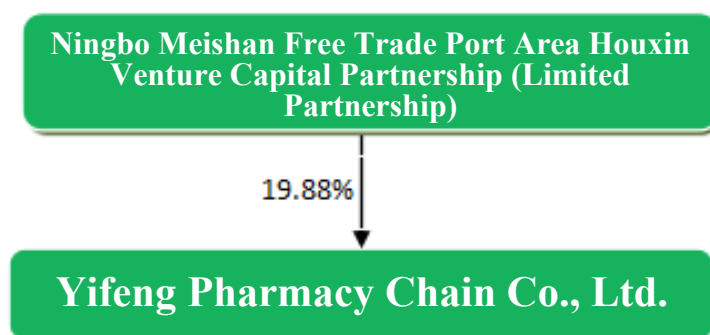 Ningbo Meishan Free Trade Port Area Houxin
Venture Capital Partnership (Limited
Partnership)
19.88%
Yifeng Pharmacy Chain Co., Ltd.